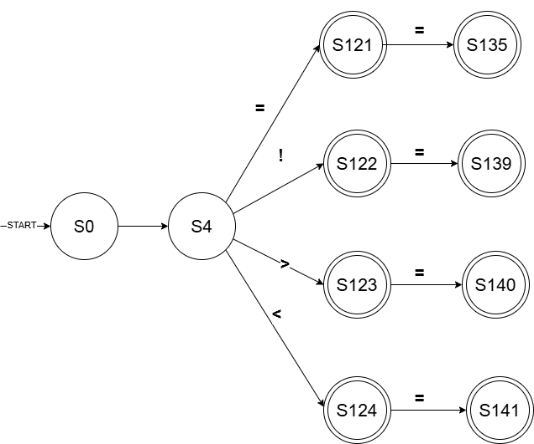 =
S121
S135
=
!
=
S122
S139
START
S0
S4
>
=
S123
S140
<
=
S124
S141